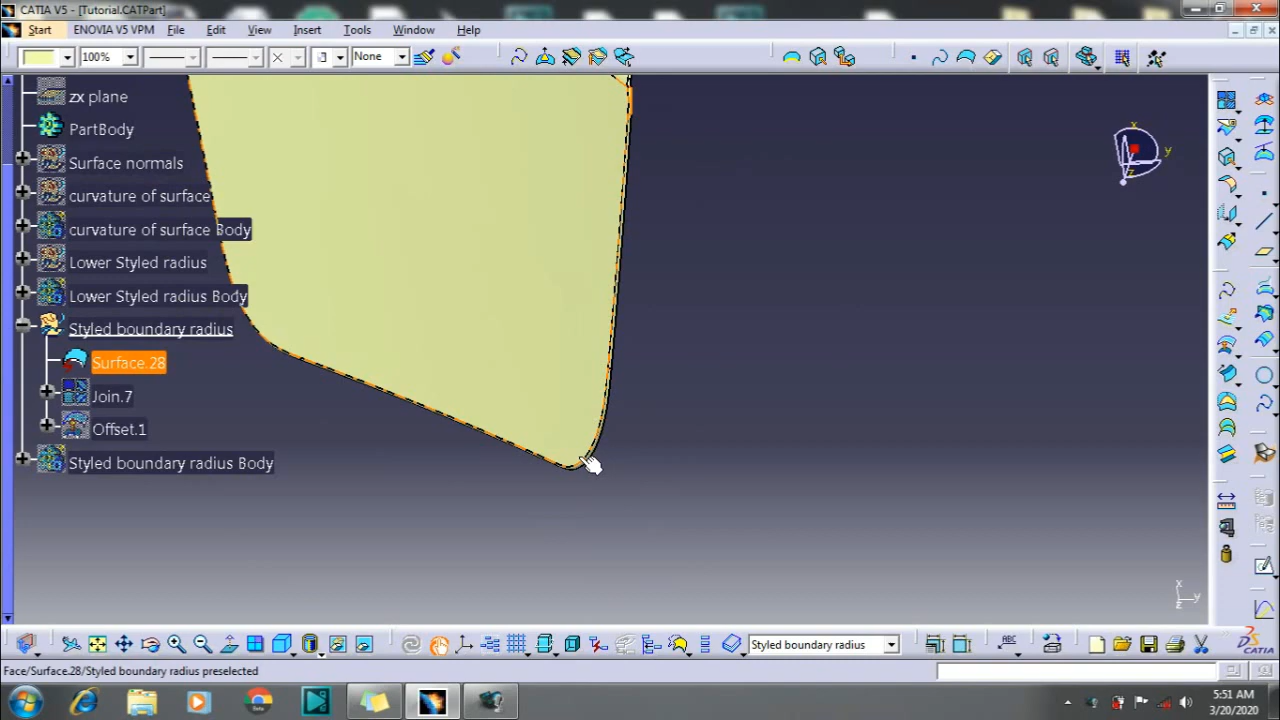 CATIA V5 - [Tutorial.CATPart]
Start ENOVIA V5 VPM File Edit View Insert Tools Window Help
100% None
zx plane
PartBody
Surface normals
curvature of surface
curvature of surface Body
Lower Styled radius
Lower Styled radius Body
Styled boundary radius
Surface.28
Join.7
Offset.1
Styled boundary radius Body
x
y
z
x
y
z
Styled boundary radius
ABC
CATIA
Face/Surface.28/Styled boundary radius preselected
5:51 AM
3/20/2020